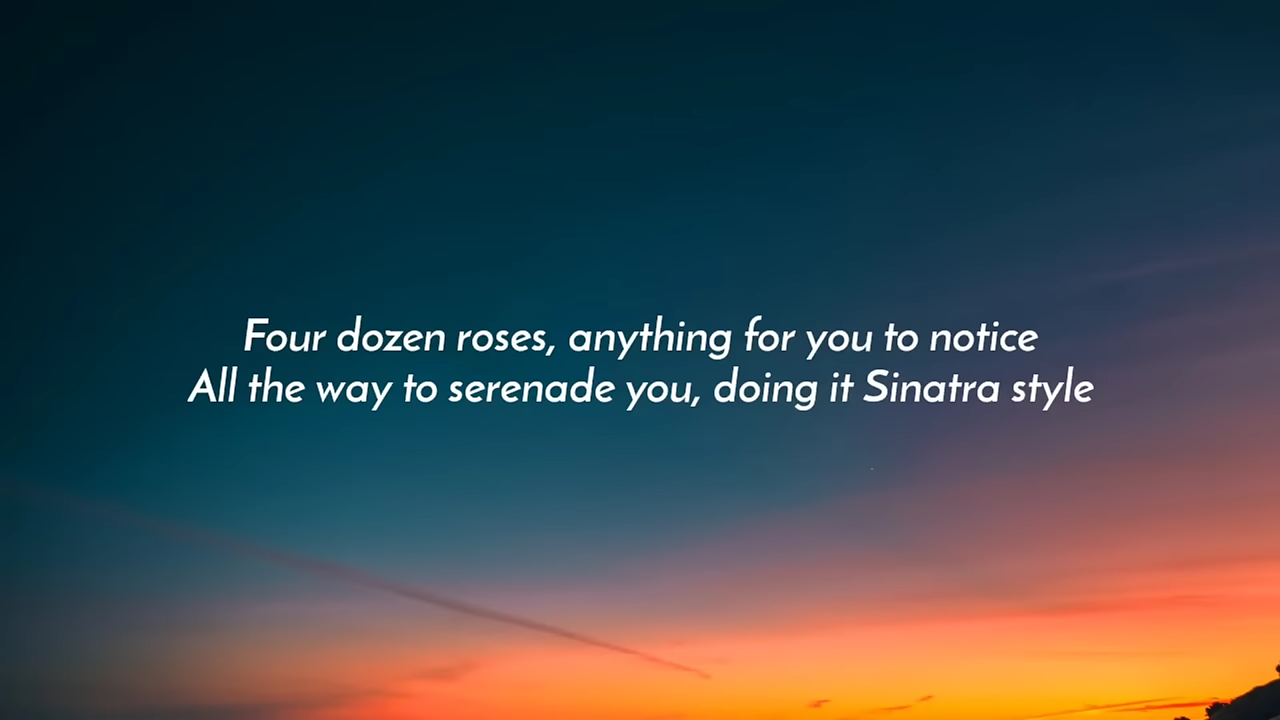 Four dozen roses, anything for you to notice
All the way to serenade you, doing it Sinatra style